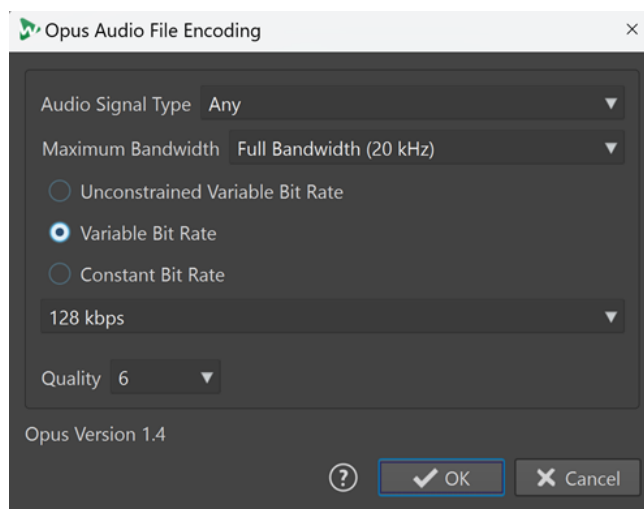 Opus Audio File Encoding
Audio Signal Type Any
Maximum Bandwidth Full Bandwidth (20 kHz)
Unconstrained Variable Bit Rate
Variable Bit Rate
Constant Bit Rate
128 kbps
Quality 6
Opus Version 1.4
? OK Cancel